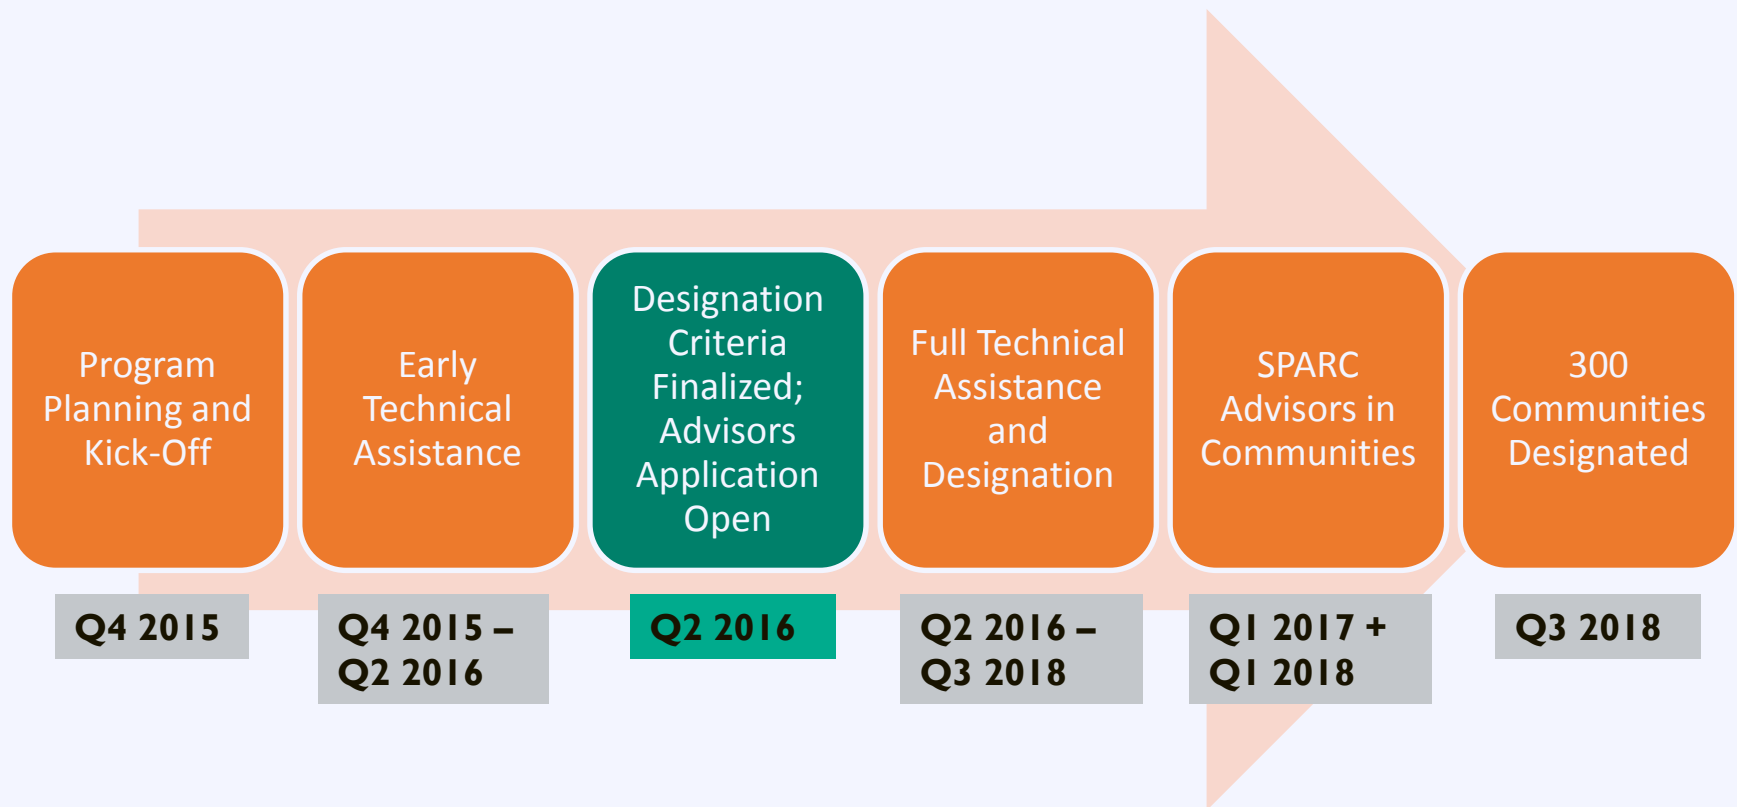 Program
Planning and
Kick-Off
Early
Technical
Assistance
Designation
Criteria
Finalized;
Advisors
Application
Open
Full Technical
Assistance
and
Designation
SPARC
Advisors in
Communities
300
Communities
Designated
Q4 2015
Q4 2015 –
Q2 2016
Q2 2016
Q2 2016 –
Q3 2018
Q1 2017 +
Q1 2018
Q3 2018